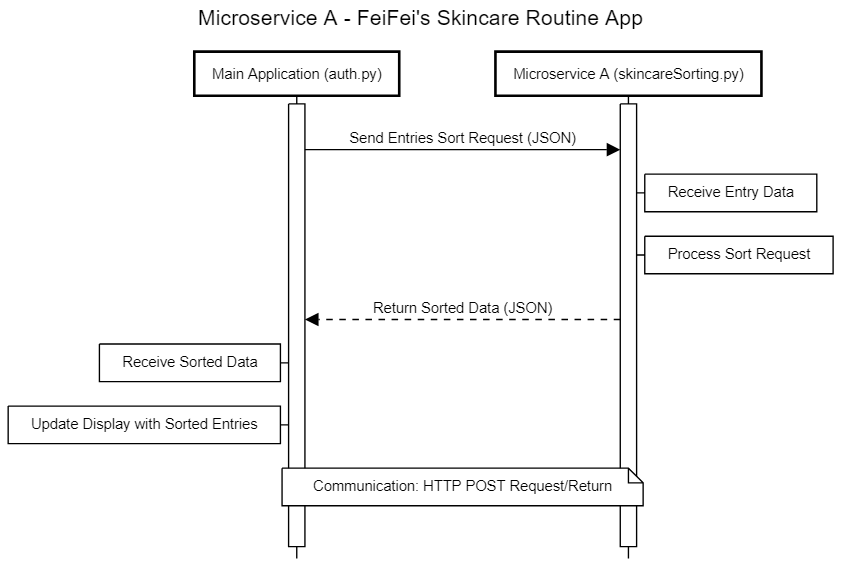 Microservice A - FeiFei's Skincare Routine App
Main Application (auth.py)
Microservice A (skincareSorting.py)
Send Entries Sort Request (JSON)
Receive Entry Data
Process Sort Request
Return Sorted Data (JSON)
Receive Sorted Data
Update Display with Sorted Entries
Communication: HTTP POST Request/Return